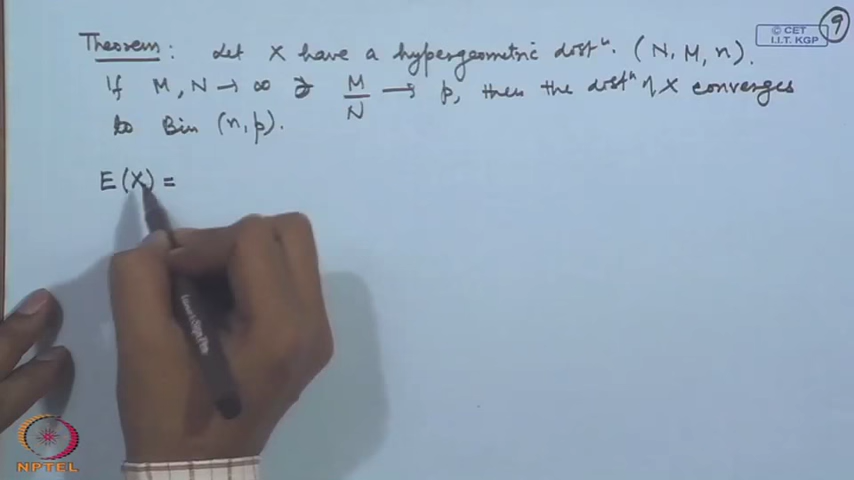 Theorem: Let X have a hypergeometric distⁿ. (N, M, n).
If M, N → ∞ ∋ M/N → p, then the distⁿ of X converges
to Bin (n, p).
E(X) =
9
© CET
I.I.T. KGP
NPTEL